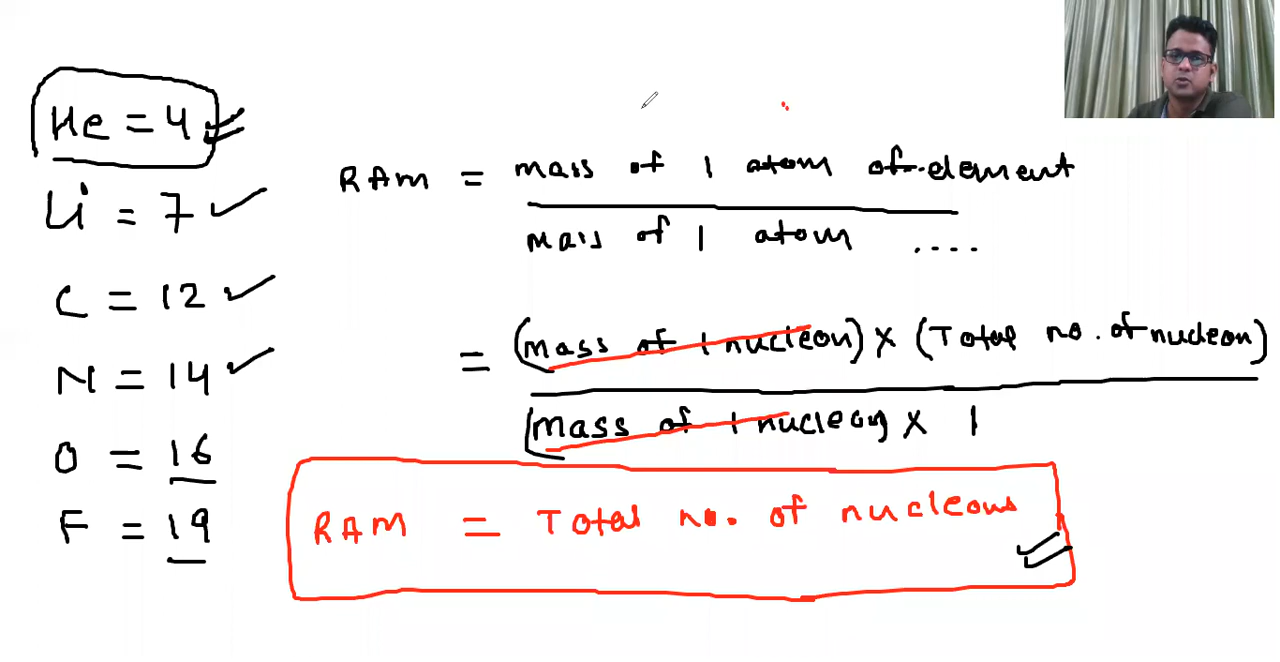 He = 4
Li = 7
C = 12
N = 14
O = 16
F = 19
RAM = mass of 1 atom of element
mass of 1 atom ....
= (mass of 1 nucleon) × (Total no. of nucleon)
(mass of 1 nucleon) × 1
RAM = Total no. of nucleons